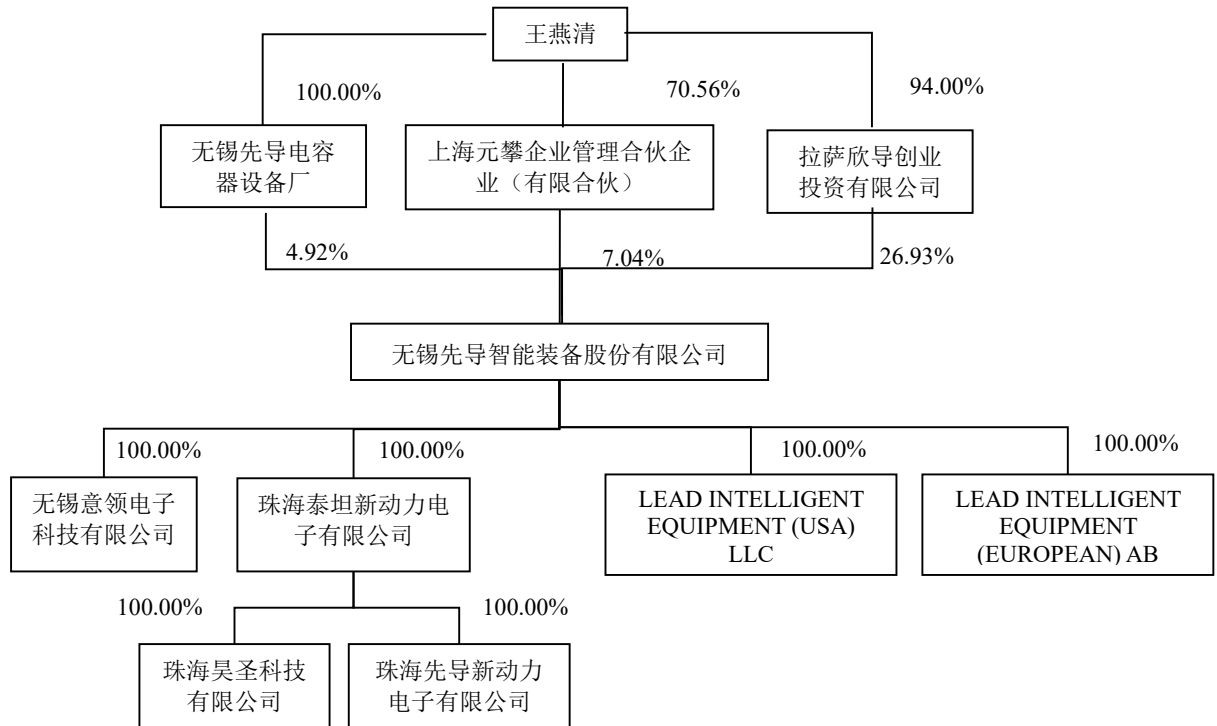 王燕清
100.00%
70.56%
94.00%
无锡先导电容
器设备厂
上海元攀企业管理合伙企
业（有限合伙）
拉萨欣导创业
投资有限公司
4.92%
7.04%
26.93%
无锡先导智能装备股份有限公司
100.00%
100.00%
100.00%
100.00%
无锡意领电子
科技有限公司
珠海泰坦新动力电
子有限公司
LEAD INTELLIGENT
EQUIPMENT (USA)
LLC
LEAD INTELLIGENT
EQUIPMENT
(EUROPEAN) AB
100.00%
100.00%
珠海昊圣科技
有限公司
珠海先导新动力
电子有限公司